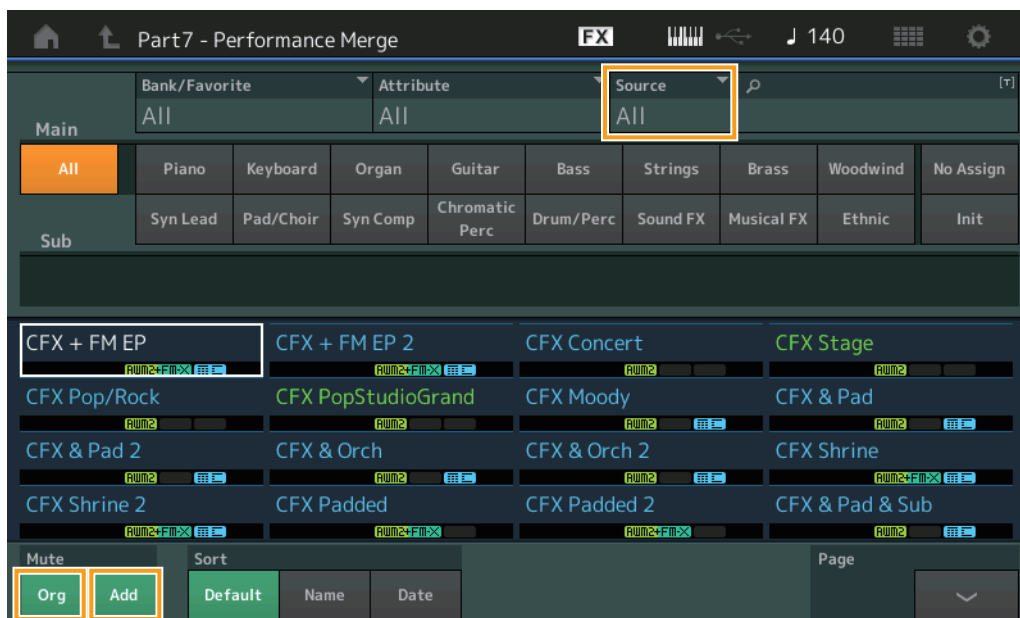 Part7 - Performance Merge FX ♩ 140
Bank/Favorite Attribute Source [T]
Main All All All
All Piano Keyboard Organ Guitar Bass Strings Brass Woodwind No Assign
Syn Lead Pad/Choir Syn Comp Chromatic Perc Drum/Perc Sound FX Musical FX Ethnic Init
Sub
CFX + FM EP CFX + FM EP 2 CFX Concert CFX Stage
AWM2+FM-X AWM2+FM-X AWM2 AWM2
CFX Pop/Rock CFX PopStudioGrand CFX Moody CFX & Pad
AWM2 AWM2 AWM2 AWM2
CFX & Pad 2 CFX & Orch CFX & Orch 2 CFX Shrine
AWM2 AWM2 AWM2 AWM2+FM-X
CFX Shrine 2 CFX Padded CFX Padded 2 CFX & Pad & Sub
AWM2+FM-X AWM2+FM-X AWM2+FM-X AWM2
Mute Sort Page
Org Add Default Name Date